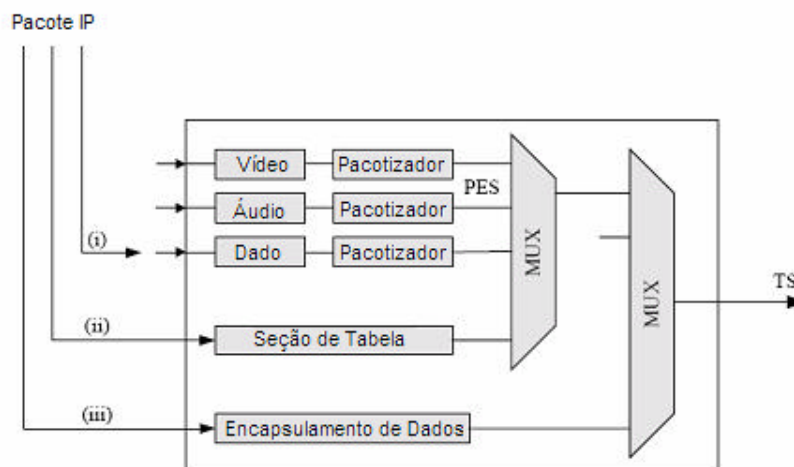 Pacote IP
Vídeo
Pacotizador
PES
Áudio
Pacotizador
(i)
Dado
Pacotizador
MUX
MUX
TS
(ii)
Seção de Tabela
(iii)
Encapsulamento de Dados